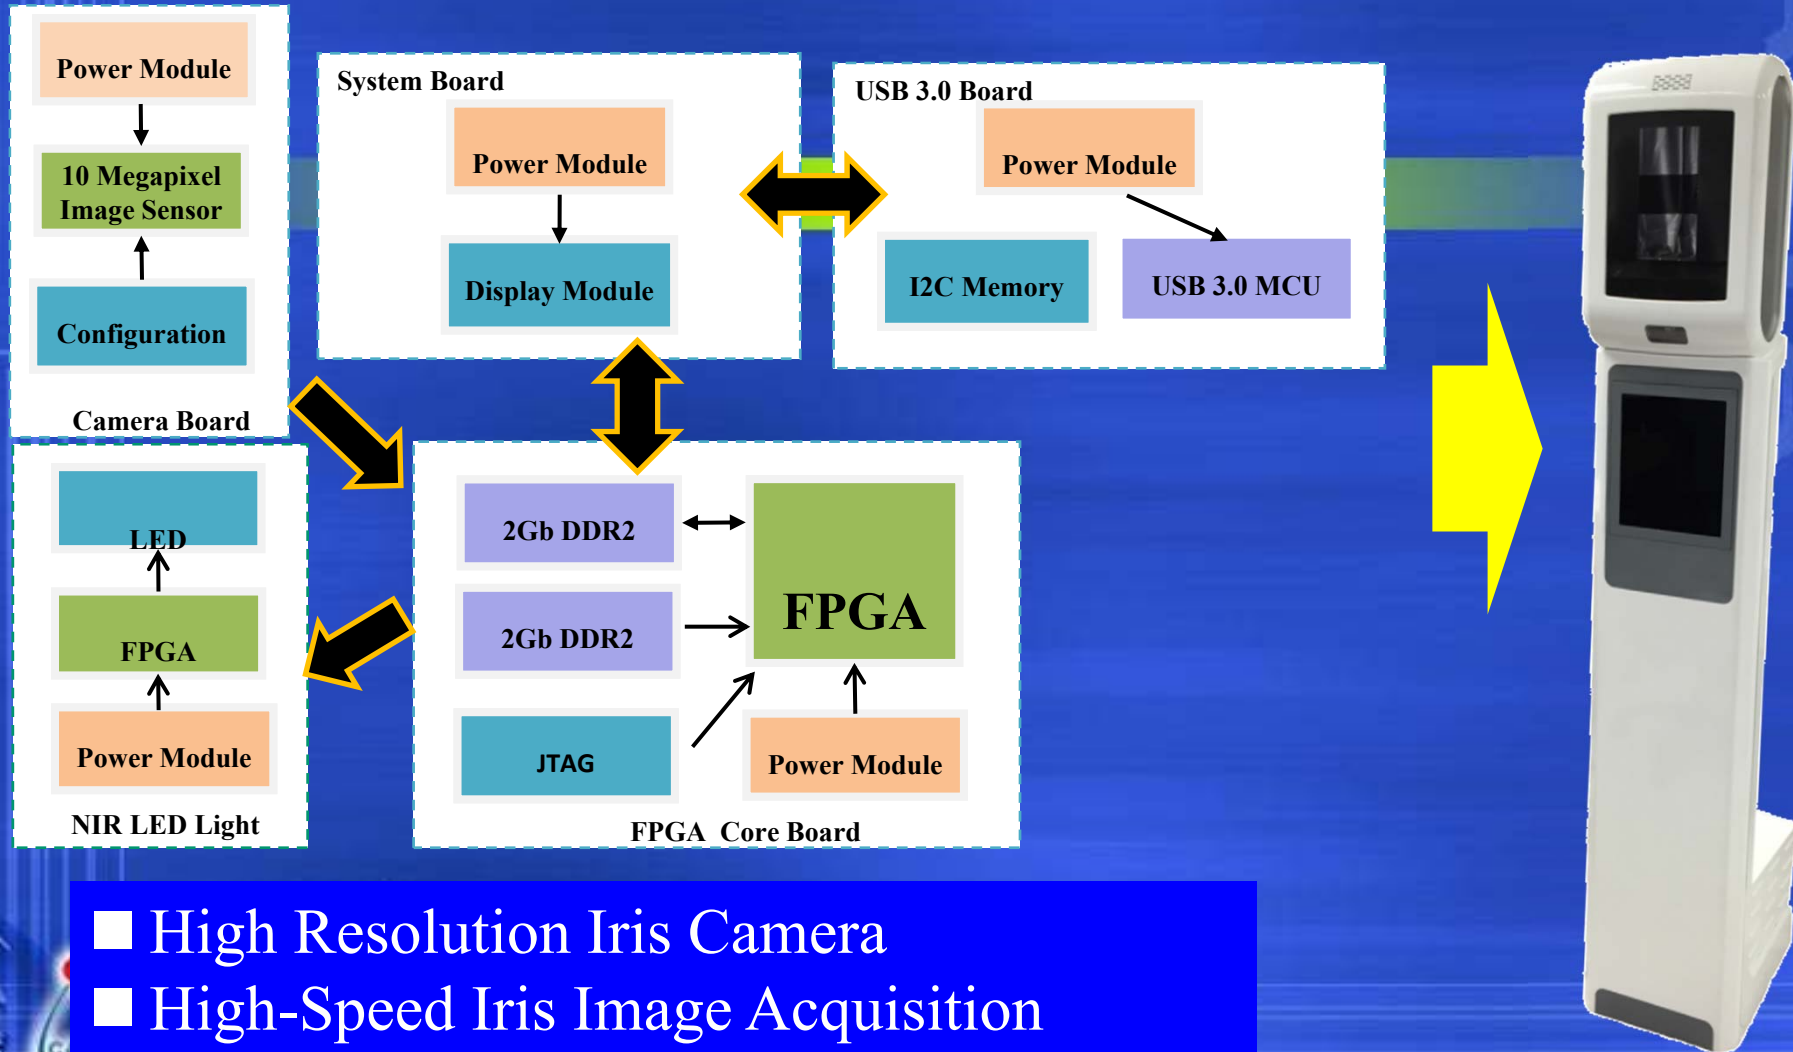 Power Module
10 Megapixel
Image Sensor
Configuration
Camera Board
System Board
Power Module
Display Module
USB 3.0 Board
Power Module
I2C Memory
USB 3.0 MCU
LED
FPGA
Power Module
NIR LED Light
2Gb DDR2
2Gb DDR2
FPGA
JTAG
Power Module
FPGA Core Board
High Resolution Iris Camera
High-Speed Iris Image Acquisition